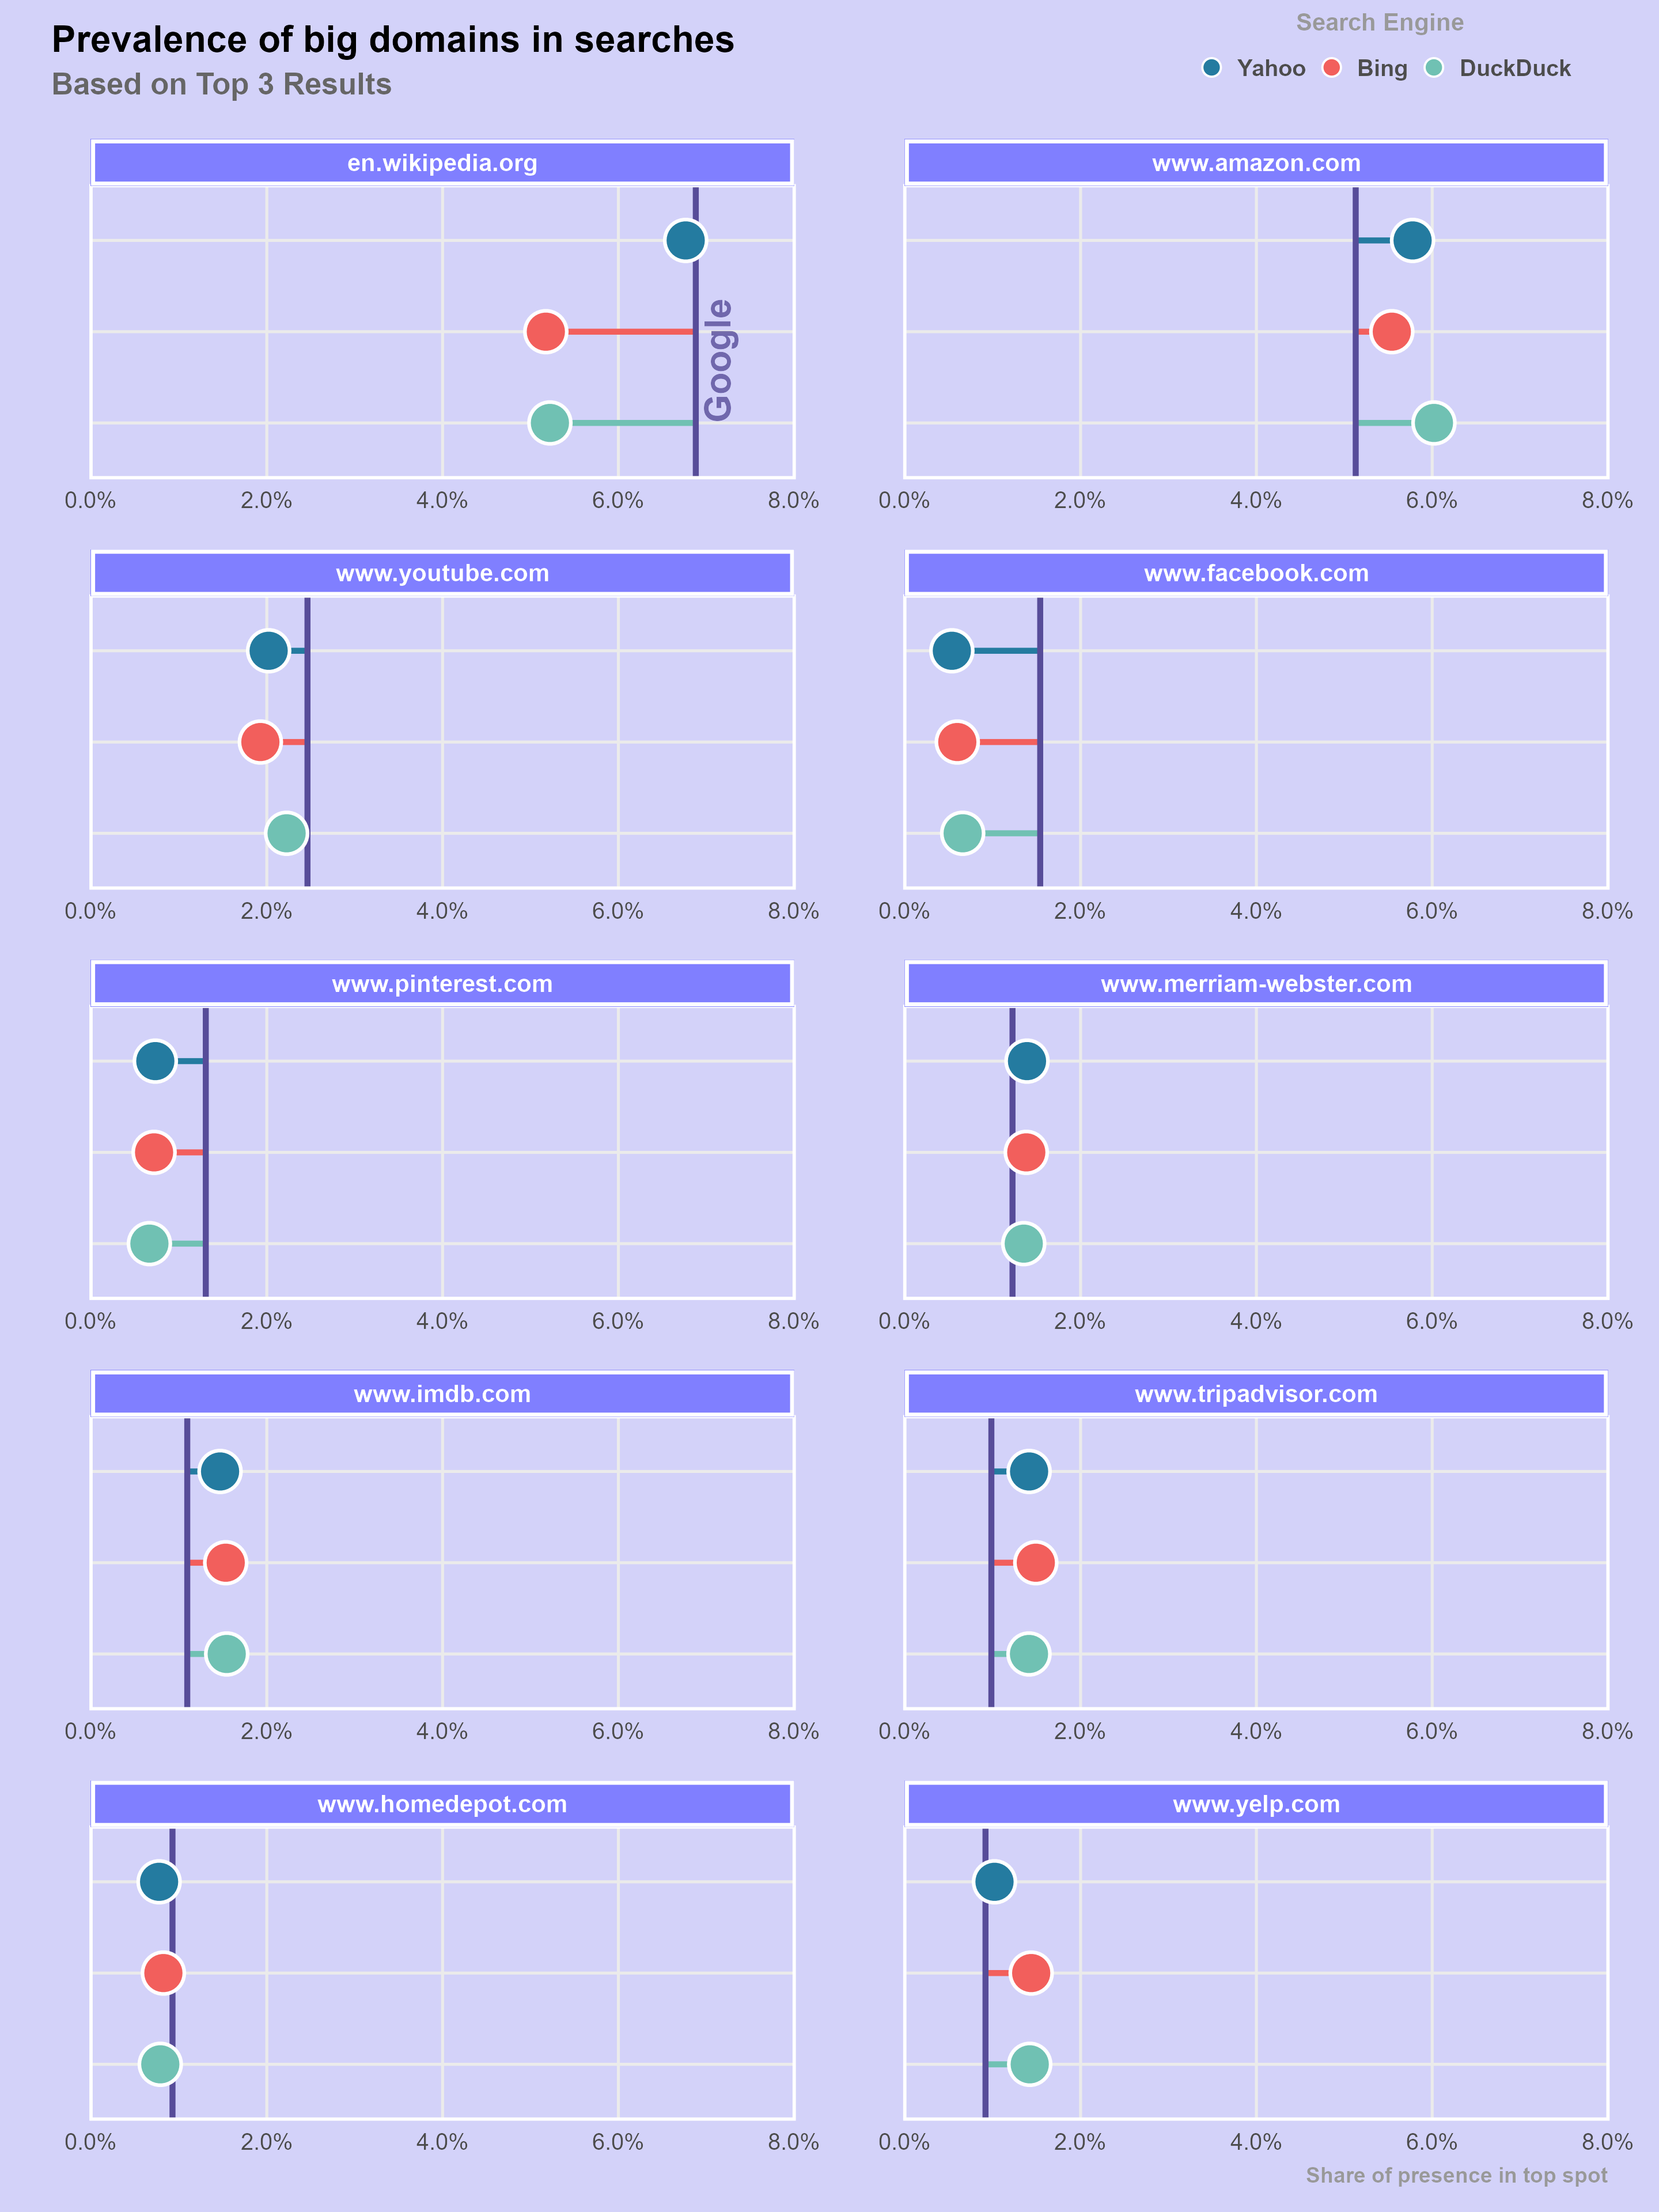 Prevalence of big domains in searches
Based on Top 3 Results
Search Engine
Yahoo Bing DuckDuck
en.wikipedia.org
Google
0.0% 2.0% 4.0% 6.0% 8.0%
www.amazon.com
0.0% 2.0% 4.0% 6.0% 8.0%
www.youtube.com
0.0% 2.0% 4.0% 6.0% 8.0%
www.facebook.com
0.0% 2.0% 4.0% 6.0% 8.0%
www.pinterest.com
0.0% 2.0% 4.0% 6.0% 8.0%
www.merriam-webster.com
0.0% 2.0% 4.0% 6.0% 8.0%
www.imdb.com
0.0% 2.0% 4.0% 6.0% 8.0%
www.tripadvisor.com
0.0% 2.0% 4.0% 6.0% 8.0%
www.homedepot.com
0.0% 2.0% 4.0% 6.0% 8.0%
www.yelp.com
0.0% 2.0% 4.0% 6.0% 8.0%
Share of presence in top spot